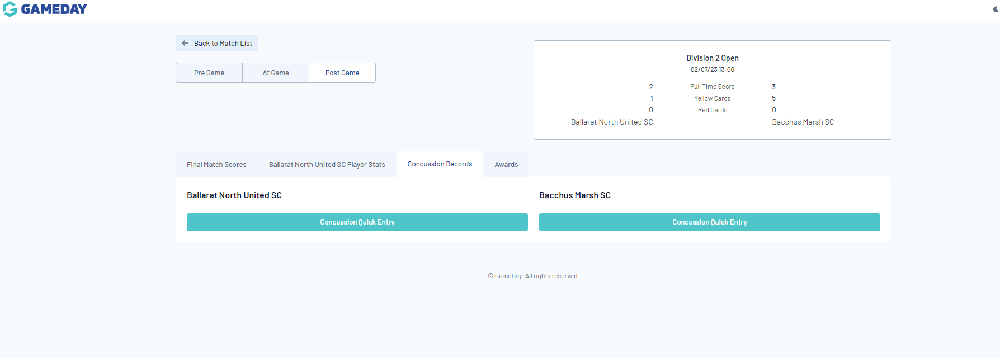 GAMEDAY
Back to Match List
Pre Game
At Game
Post Game
Division 2 Open
02/07/23 13:00
2 Full Time Score 3
1 Yellow Cards 5
0 Red Cards 0
Ballarat North United SC Bacchus Marsh SC
Final Match Scores
Ballarat North United SC Player Stats
Concussion Records
Awards
Ballarat North United SC
Concussion Quick Entry
Bacchus Marsh SC
Concussion Quick Entry
© GameDay. All rights reserved.